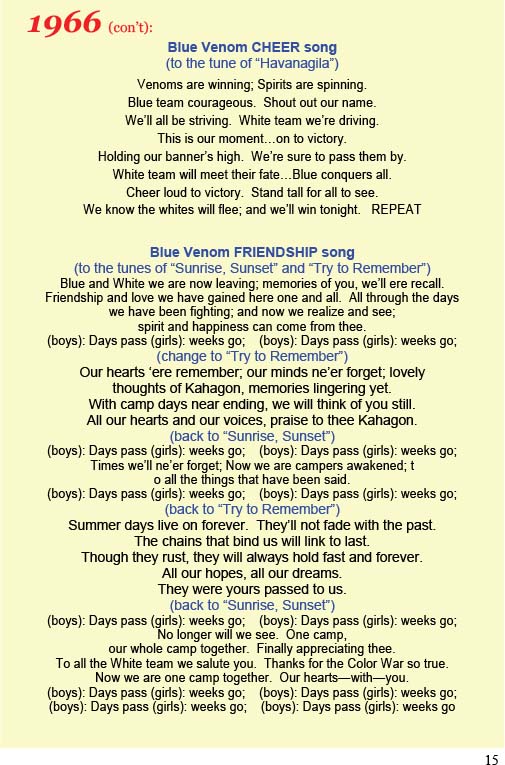 1966 (con't):
Blue Venom CHEER song
(to the tune of “Havanagila”)
Venoms are winning; Spirits are spinning.
Blue team courageous.  Shout out our name.
We’ll all be striving.  White team we’re driving.
This is our moment…on to victory.
Holding our banner’s high.  We’re sure to pass them by.
White team will meet their fate…Blue conquers all.
Cheer loud to victory.  Stand tall for all to see.
We know the whites will flee; and we’ll win tonight.   REPEAT
Blue Venom FRIENDSHIP song
(to the tunes of “Sunrise, Sunset” and “Try to Remember”)
Blue and White we are now leaving; memories of you, we’ll ere recall.
Friendship and love we have gained here one and all.  All through the days
we have been fighting; and now we realize and see;
spirit and happiness can come from thee.
(boys): Days pass (girls): weeks go;    (boys): Days pass (girls): weeks go;
(change to “Try to Remember”)
Our hearts ‘ere remember; our minds ne’er forget; lovely
thoughts of Kahagon, memories lingering yet.
With camp days near ending, we will think of you still.
All our hearts and our voices, praise to thee Kahagon.
(back to “Sunrise, Sunset”)
(boys): Days pass (girls): weeks go;    (boys): Days pass (girls): weeks go;
Times we’ll ne’er forget; Now we are campers awakened; t
o all the things that have been said.
(boys): Days pass (girls): weeks go;    (boys): Days pass (girls): weeks go;
(back to “Try to Remember”)
Summer days live on forever.  They’ll not fade with the past.
The chains that bind us will link to last.
Though they rust, they will always hold fast and forever.
All our hopes, all our dreams.
They were yours passed to us.
(back to “Sunrise, Sunset”)
(boys): Days pass (girls): weeks go;    (boys): Days pass (girls): weeks go;
No longer will we see.  One camp,
our whole camp together.  Finally appreciating thee.
To all the White team we salute you.  Thanks for the Color War so true.
Now we are one camp together.  Our hearts—with—you.
(boys): Days pass (girls): weeks go;    (boys): Days pass (girls): weeks go;
(boys): Days pass (girls): weeks go;    (boys): Days pass (girls): weeks go
15